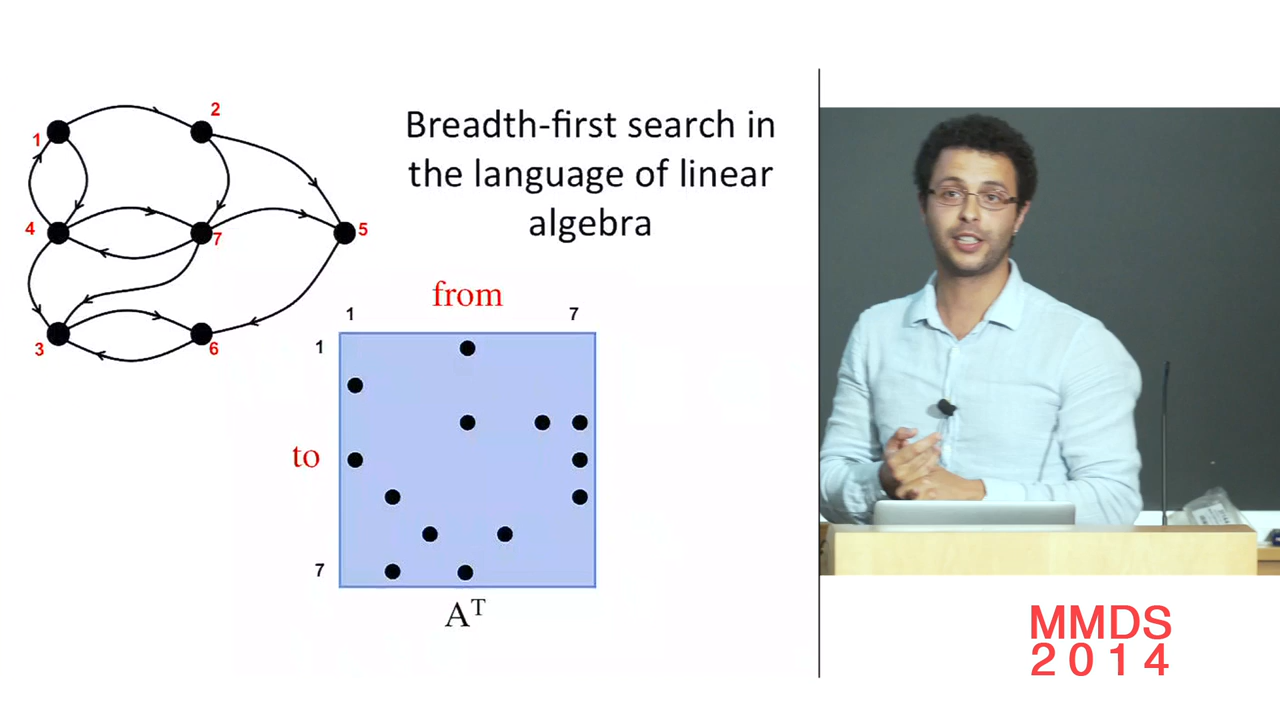 2
1
Breadth-first search in
the language of linear
algebra
4
7
5
3
6
from
1
7
1
to
7
Aᵀ
MMDS
2014